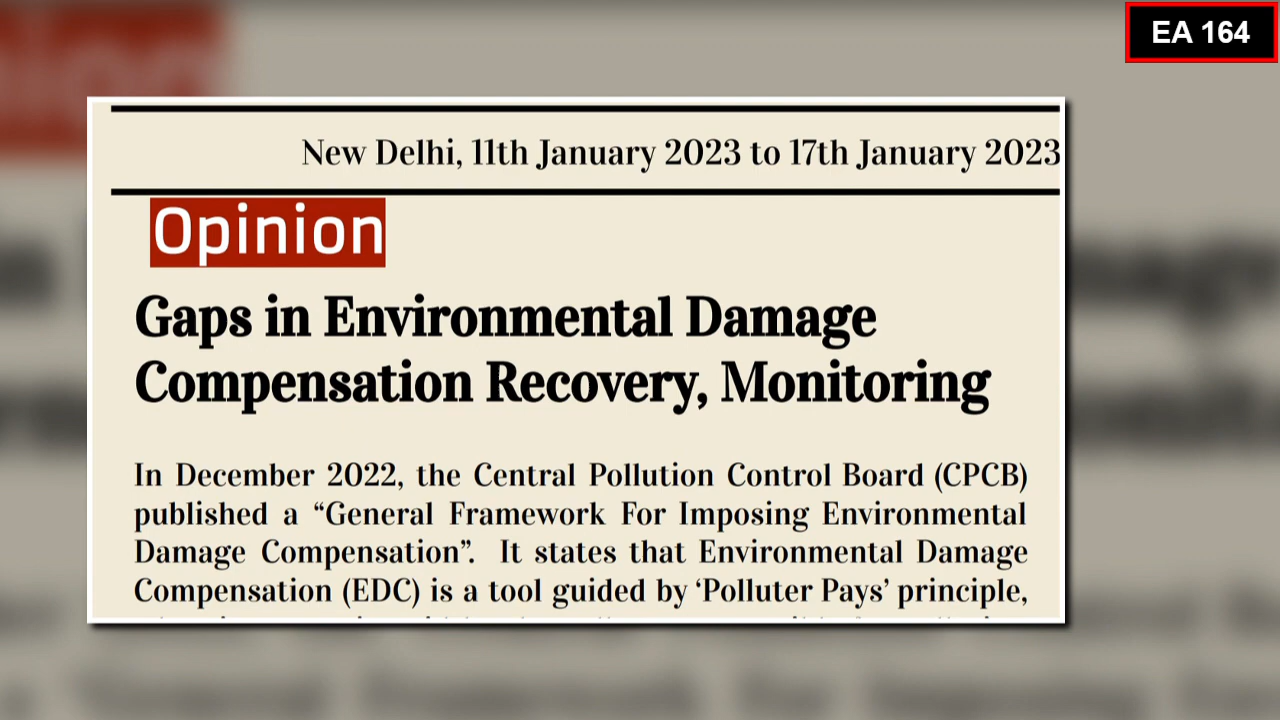 EA 164
New Delhi, 11th January 2023 to 17th January 2023
Opinion
Gaps in Environmental Damage
Compensation Recovery, Monitoring
In December 2022, the Central Pollution Control Board (CPCB)
published a “General Framework For Imposing Environmental
Damage Compensation”. It states that Environmental Damage
Compensation (EDC) is a tool guided by ‘Polluter Pays’ principle,